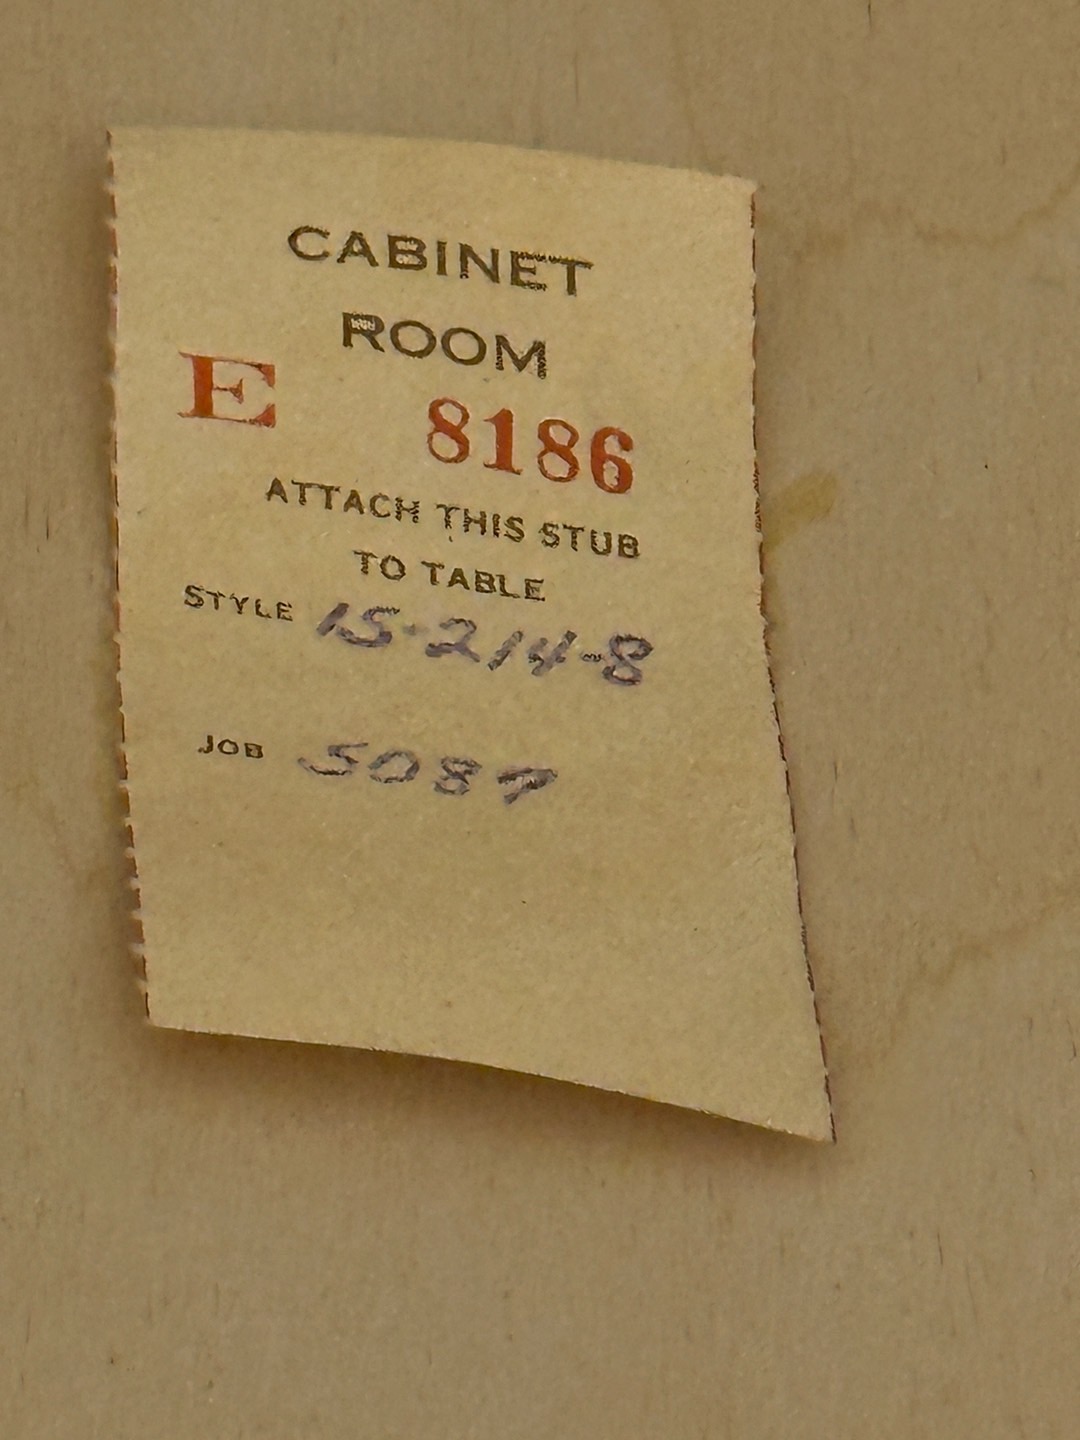 CABINET
ROOM
E 8186
ATTACH THIS STUB
TO TABLE
STYLE 15-214-8
JOB 5087